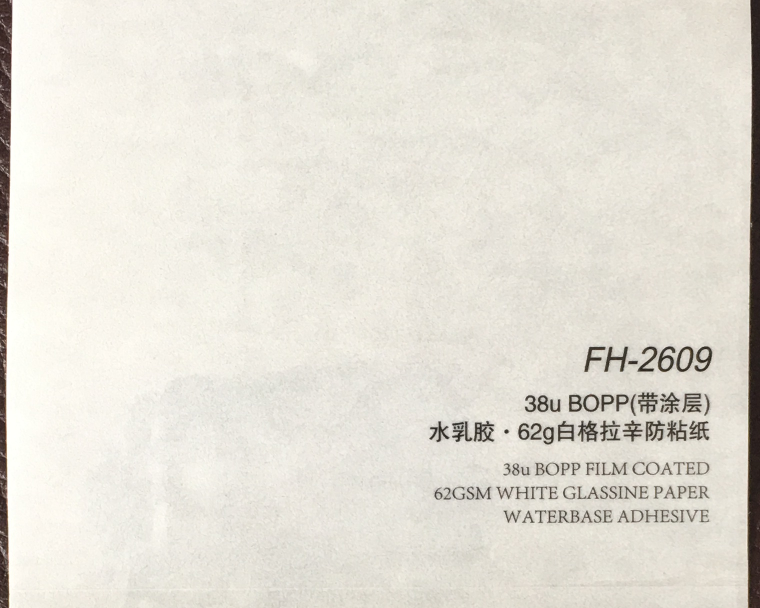 FH-2609
38u BOPP(带涂层)
水乳胶·62g白格拉辛防粘纸
38u BOPP FILM COATED
62GSM WHITE GLASSINE PAPER
WATERBASE ADHESIVE